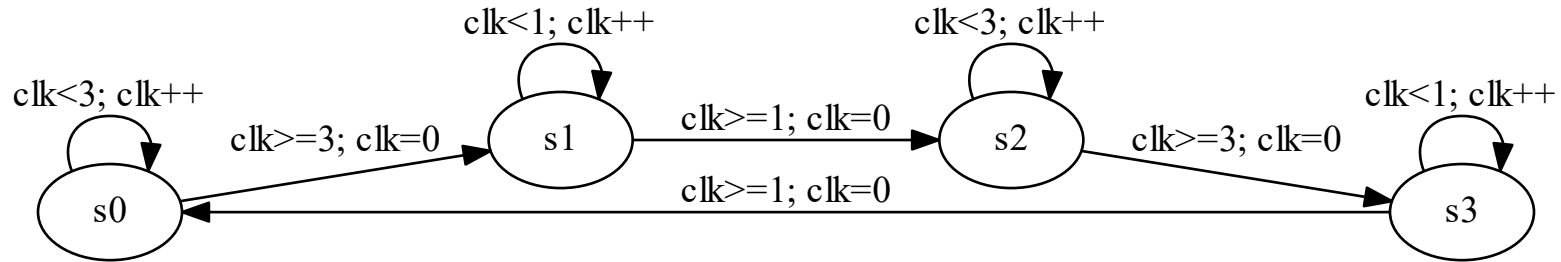 clk<1; clk++
clk<3; clk++
clk<3; clk++
clk<1; clk++
clk>=3; clk=0
clk>=1; clk=0
clk>=3; clk=0
s1
s2
clk>=1; clk=0
s0
s3